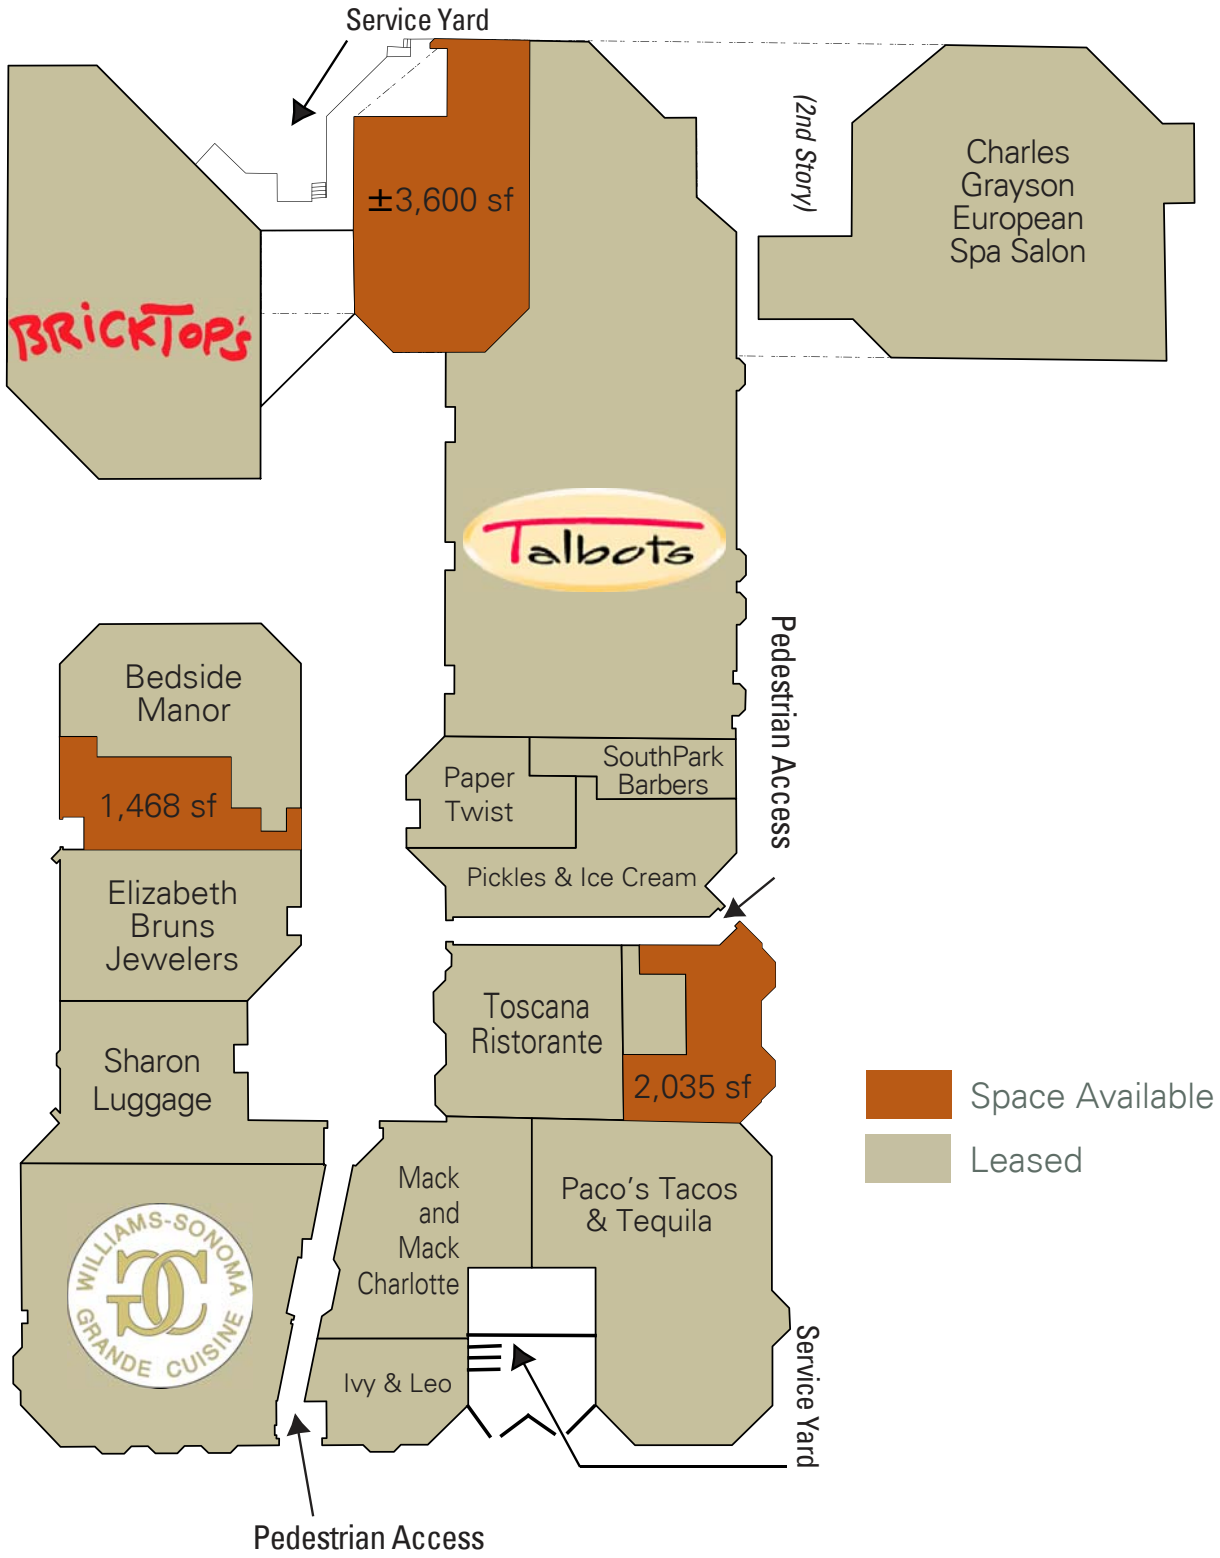 Service Yard
(2nd Story)
Charles
Grayson
European
Spa Salon
±3,600 sf
BRICKTOP'S
Talbots
Pedestrian Access
Bedside
Manor
1,468 sf
Paper
Twist
SouthPark
Barbers
Pickles & Ice Cream
Elizabeth
Bruns
Jewelers
Toscana
Ristorante
2,035 sf
Sharon
Luggage
Space Available
Leased
Mack
and
Mack
Charlotte
Paco's Tacos
& Tequila
WILLIAMS-SONOMA
GRANDE CUISINE
GC
Ivy & Leo
Service Yard
Pedestrian Access